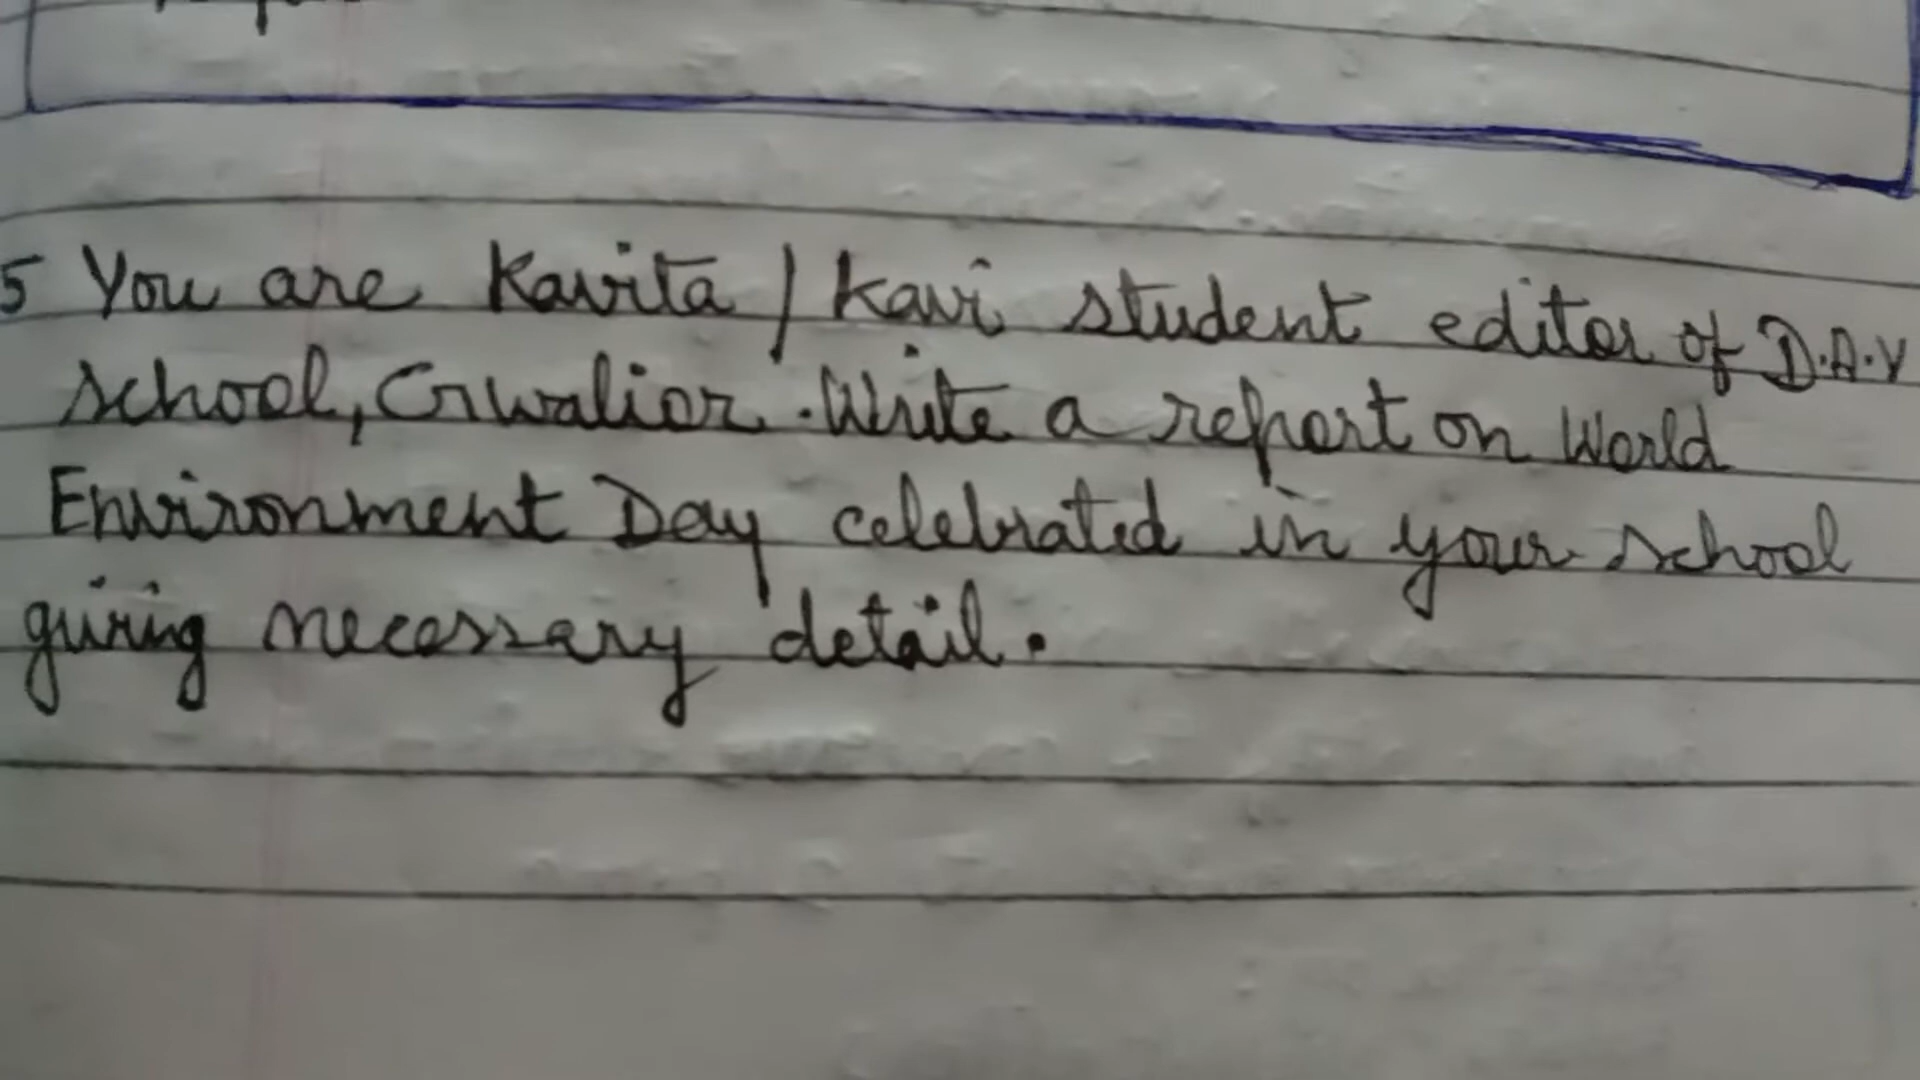 5 You are Kavita / Kavi student editor of D.A.V
school, Gwalior. Write a report on World
Environment Day celebrated in your school
giving necessary detail.